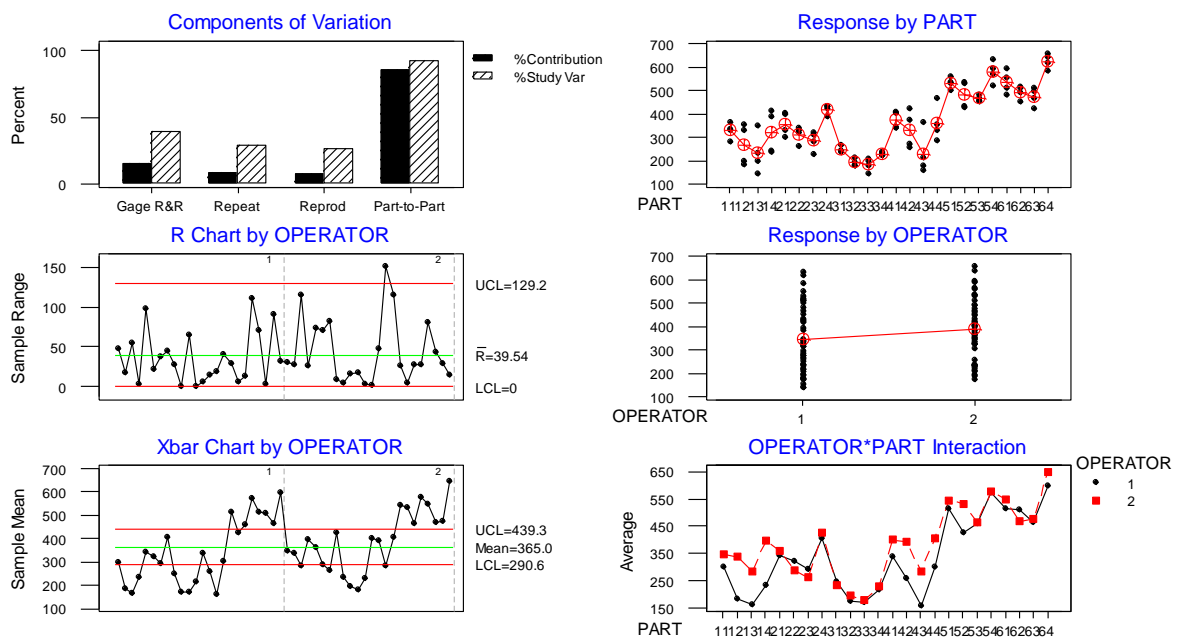 Components of Variation
100
50
0
Percent
%Contribution
%Study Var
Gage R&R Repeat Reprod Part-to-Part
Response by PART
700
600
500
400
300
200
100
PART 11 12 13 14 21 22 23 24 31 32 33 34 41 42 43 44 51 52 53 54 61 62 63 64
R Chart by OPERATOR
1 2
150
100
50
0
Sample Range
UCL=129.2
R=39.54
LCL=0
Response by OPERATOR
700
600
500
400
300
200
100
OPERATOR 1 2
Xbar Chart by OPERATOR
1 2
700
600
500
400
300
200
100
Sample Mean
UCL=439.3
Mean=365.0
LCL=290.6
OPERATOR*PART Interaction
650
550
450
350
250
150
Average
OPERATOR
1
2
PART 11 12 13 14 21 22 23 24 31 32 33 34 41 42 43 44 51 52 53 54 61 62 63 64